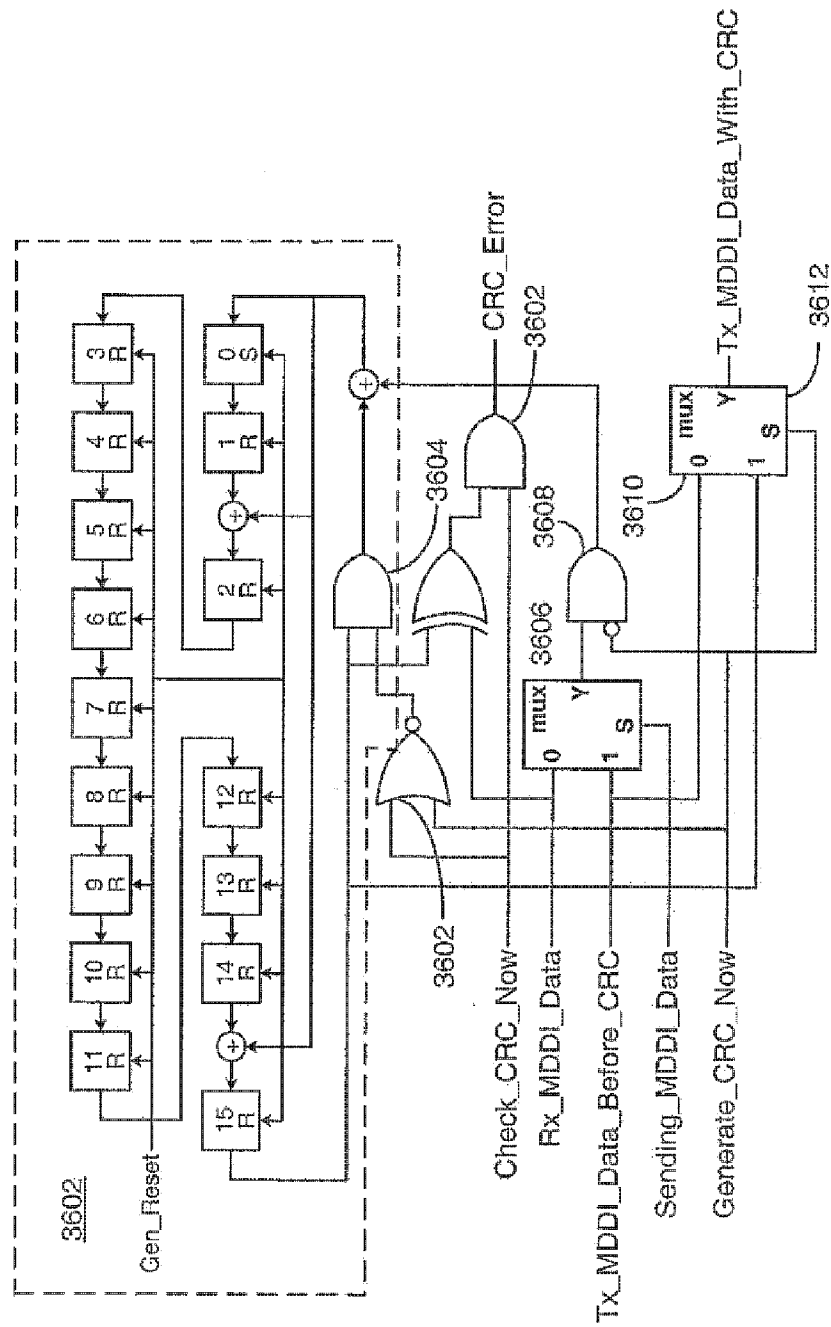 3602
Gen_Reset
11 R
10 R
9 R
8 R
7 R
6 R
5 R
4 R
3 R
15 R
14 R
13 R
12 R
2 R
1 R
0 S
3604
3602
CRC_Error
3602
Check_CRC_Now
Rx_MDDI_Data
Tx_MDDI_Data_Before_CRC
Sending_MDDI_Data
Generate_CRC_Now
0 mux
1 S Y
3606
3608
3610
0 mux
1 S Y
Tx_MDDI_Data_With_CRC
3612